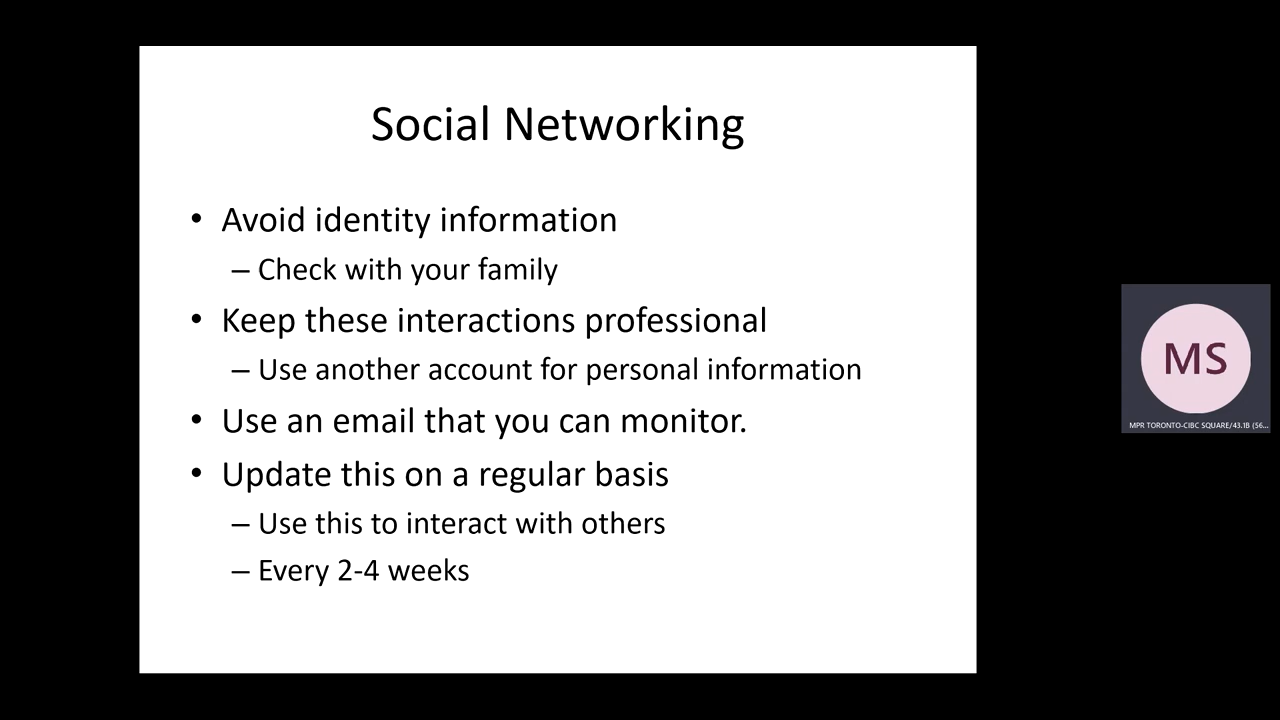 Social Networking
• Avoid identity information
– Check with your family
• Keep these interactions professional
– Use another account for personal information
• Use an email that you can monitor.
• Update this on a regular basis
– Use this to interact with others
– Every 2-4 weeks
MS
MPR TORONTO-CIBC SQUARE/43.1B (56...